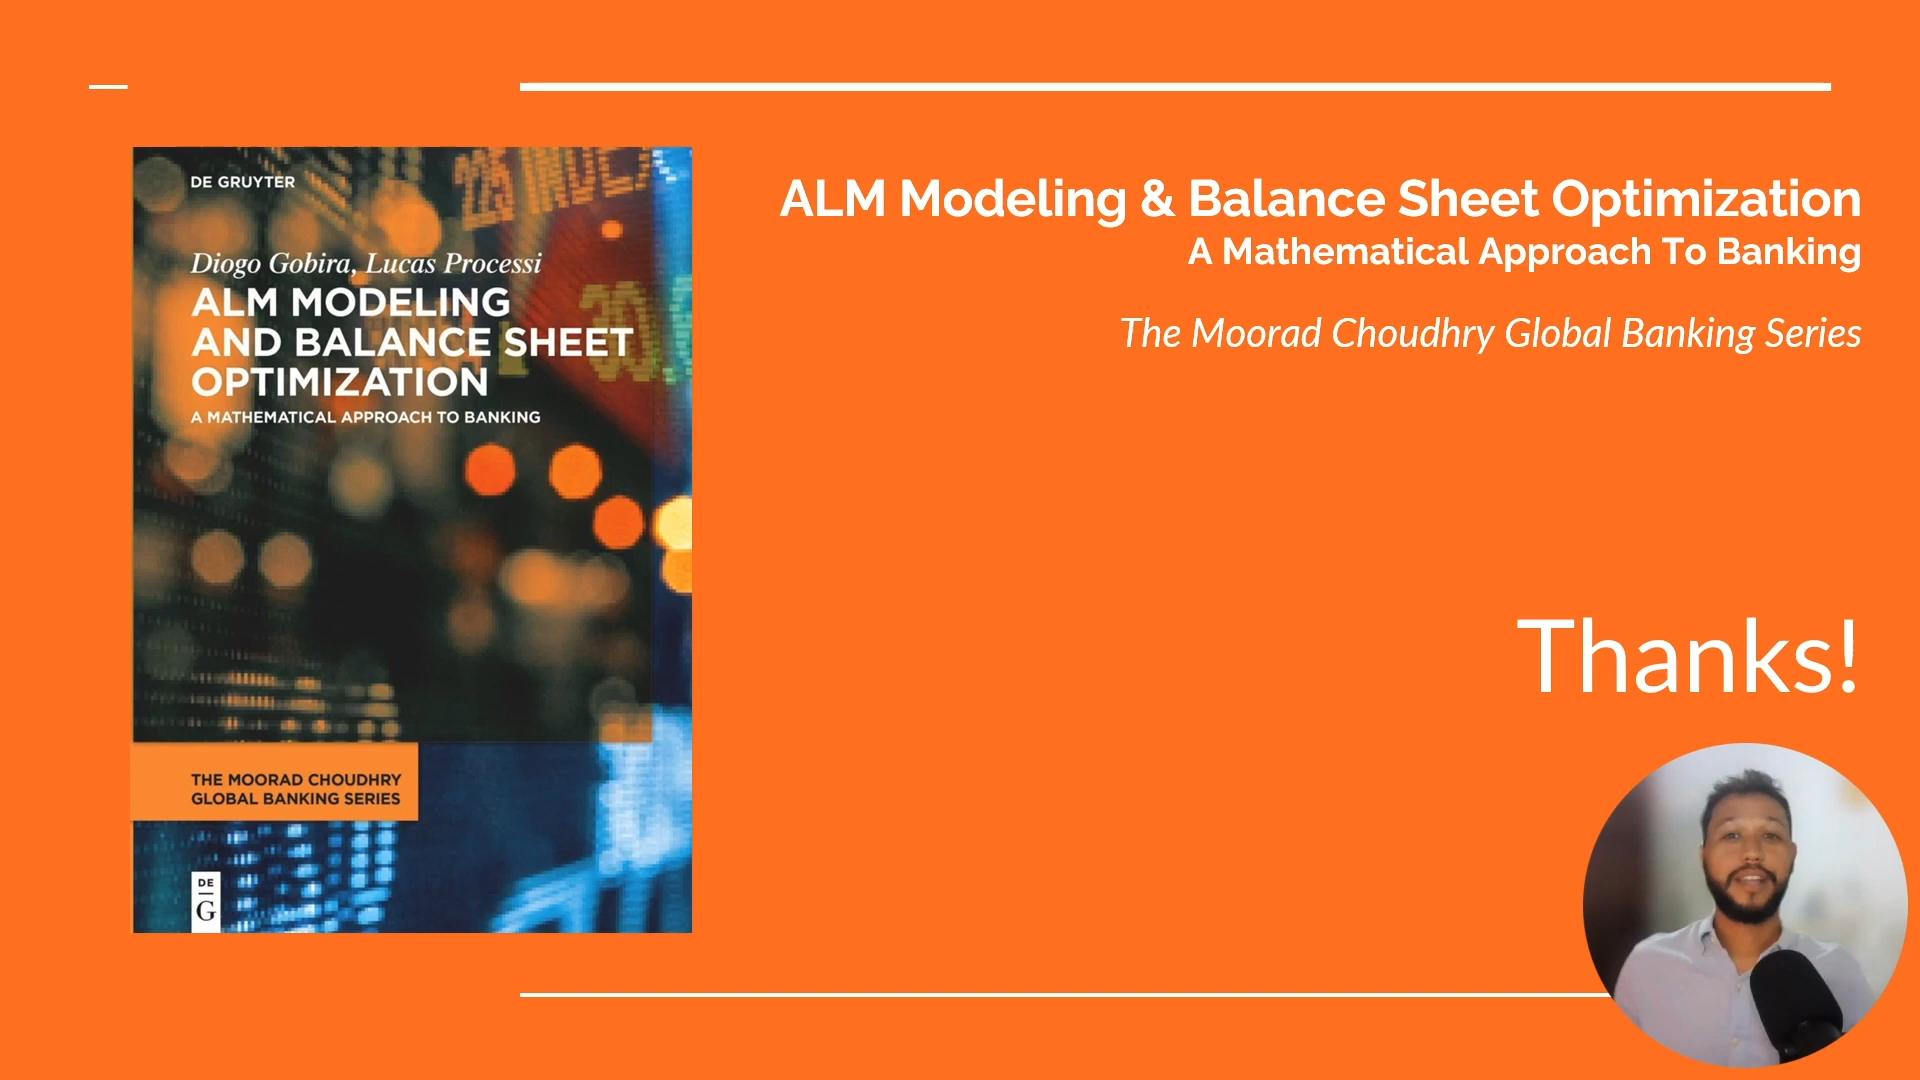 DE GRUYTER
Diogo Gobira, Lucas Processi
ALM MODELING
AND BALANCE SHEET
OPTIMIZATION
A MATHEMATICAL APPROACH TO BANKING
THE MOORAD CHOUDHRY
GLOBAL BANKING SERIES
DE
G
ALM Modeling & Balance Sheet Optimization
A Mathematical Approach To Banking
The Moorad Choudhry Global Banking Series
Thanks!